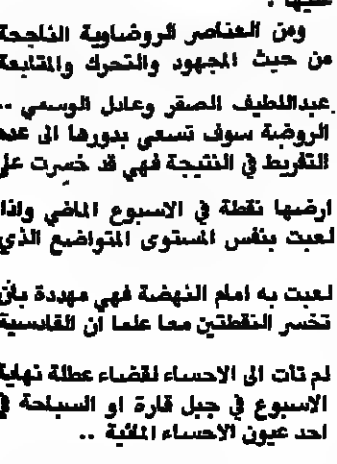 عليها .
ومن العناصر الروضاوية الناجحة
من حيث المجهود والتحرك والمتابعة
عبداللطيف الصقر وعادل الوسمي ..
الروضة سوف تسعى بدورها الى عدم
التفريط في النتيجة فهي قد خسرت على
ارضها نقطة في الاسبوع الماضي واذا
لعبت بنفس المستوى المتواضع الذي
لعبت به امام النهضة فهي مهددة بان
تخسر النقطتين معا علما ان القادسية
لم تات الى الاحساء لقضاء عطلة نهاية
الاسبوع في جبل قارة او السباحة في
احد عيون الاحساء المائية ..